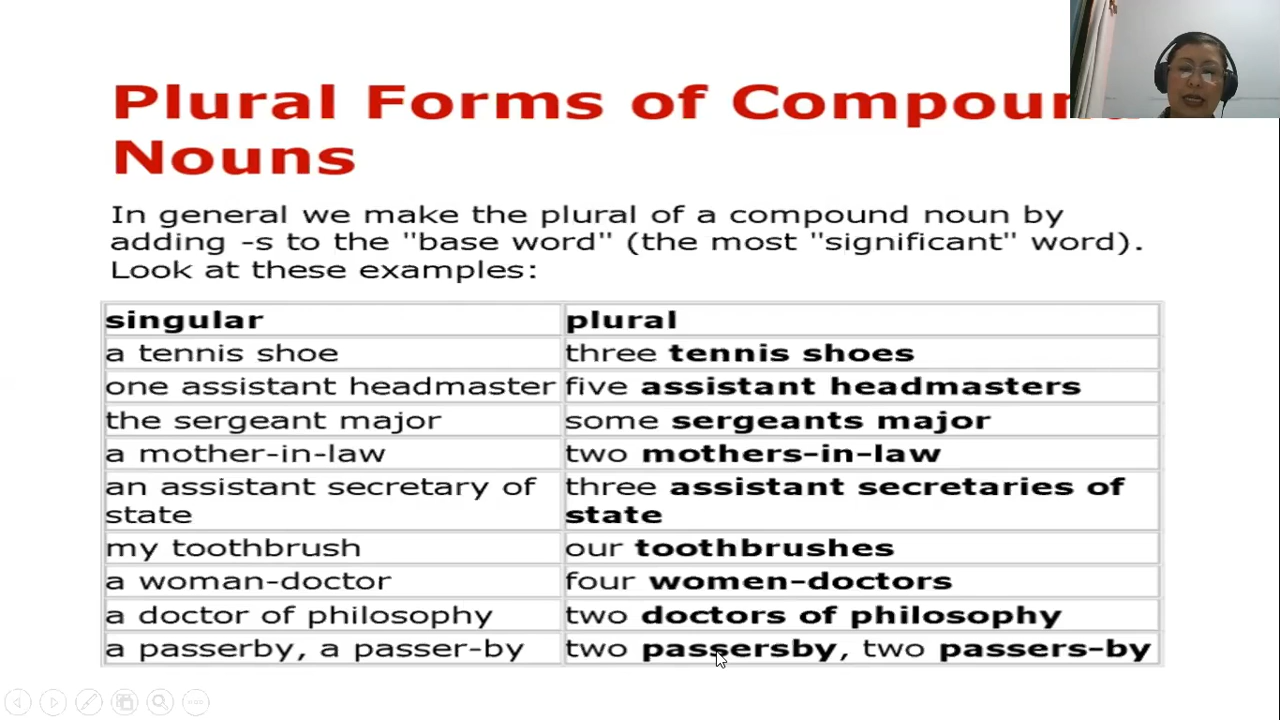 Plural Forms of Compoun
Nouns
In general we make the plural of a compound noun by
adding -s to the "base word" (the most "significant" word).
Look at these examples:
singular plural
a tennis shoe three tennis shoes
one assistant headmaster five assistant headmasters
the sergeant major some sergeants major
a mother-in-law two mothers-in-law
an assistant secretary of three assistant secretaries of
state state
my toothbrush our toothbrushes
a woman-doctor four women-doctors
a doctor of philosophy two doctors of philosophy
a passerby, a passer-by two passersby, two passers-by